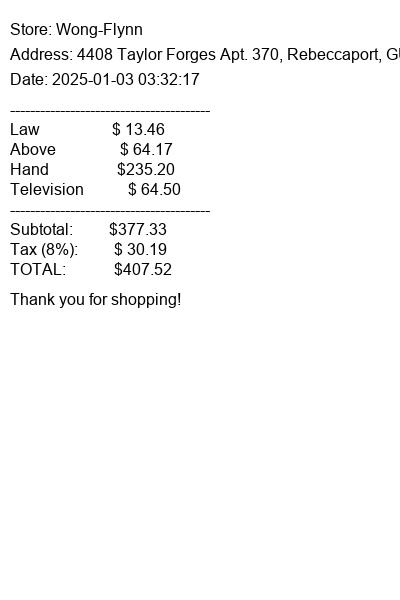 Store: Wong-Flynn
Address: 4408 Taylor Forges Apt. 370, Rebeccaport,
Date: 2025-01-03 03:32:17
----------------------------------------
Law $ 13.46
Above $ 64.17
Hand $235.20
Television $ 64.50
----------------------------------------
Subtotal: $377.33
Tax (8%): $ 30.19
TOTAL: $407.52
Thank you for shopping!